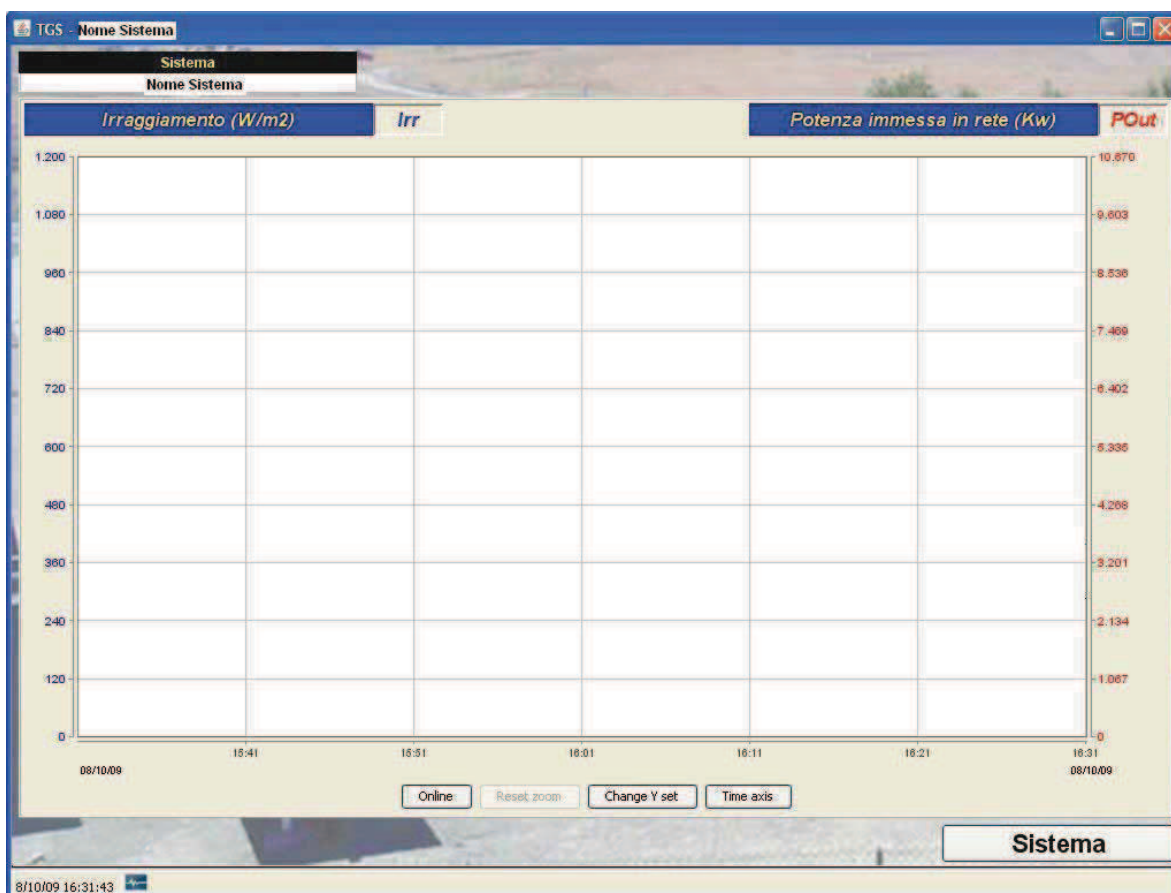 TGS - Nome Sistema
Sistema
Nome Sistema
Irraggiamento (W/m2) Irr Potenza immessa in rete (Kw) POut
1.200 10.670
1.080 9.603
960 8.536
840 7.469
720 6.402
600 5.335
480 4.268
360 3.201
240 2.134
120 1.067
0 0
15:41 15:51 16:01 16:11 16:21 16:31
08/10/09 08/10/09
Online Reset zoom Change Y set Time axis
Sistema
8/10/09 16:31:43